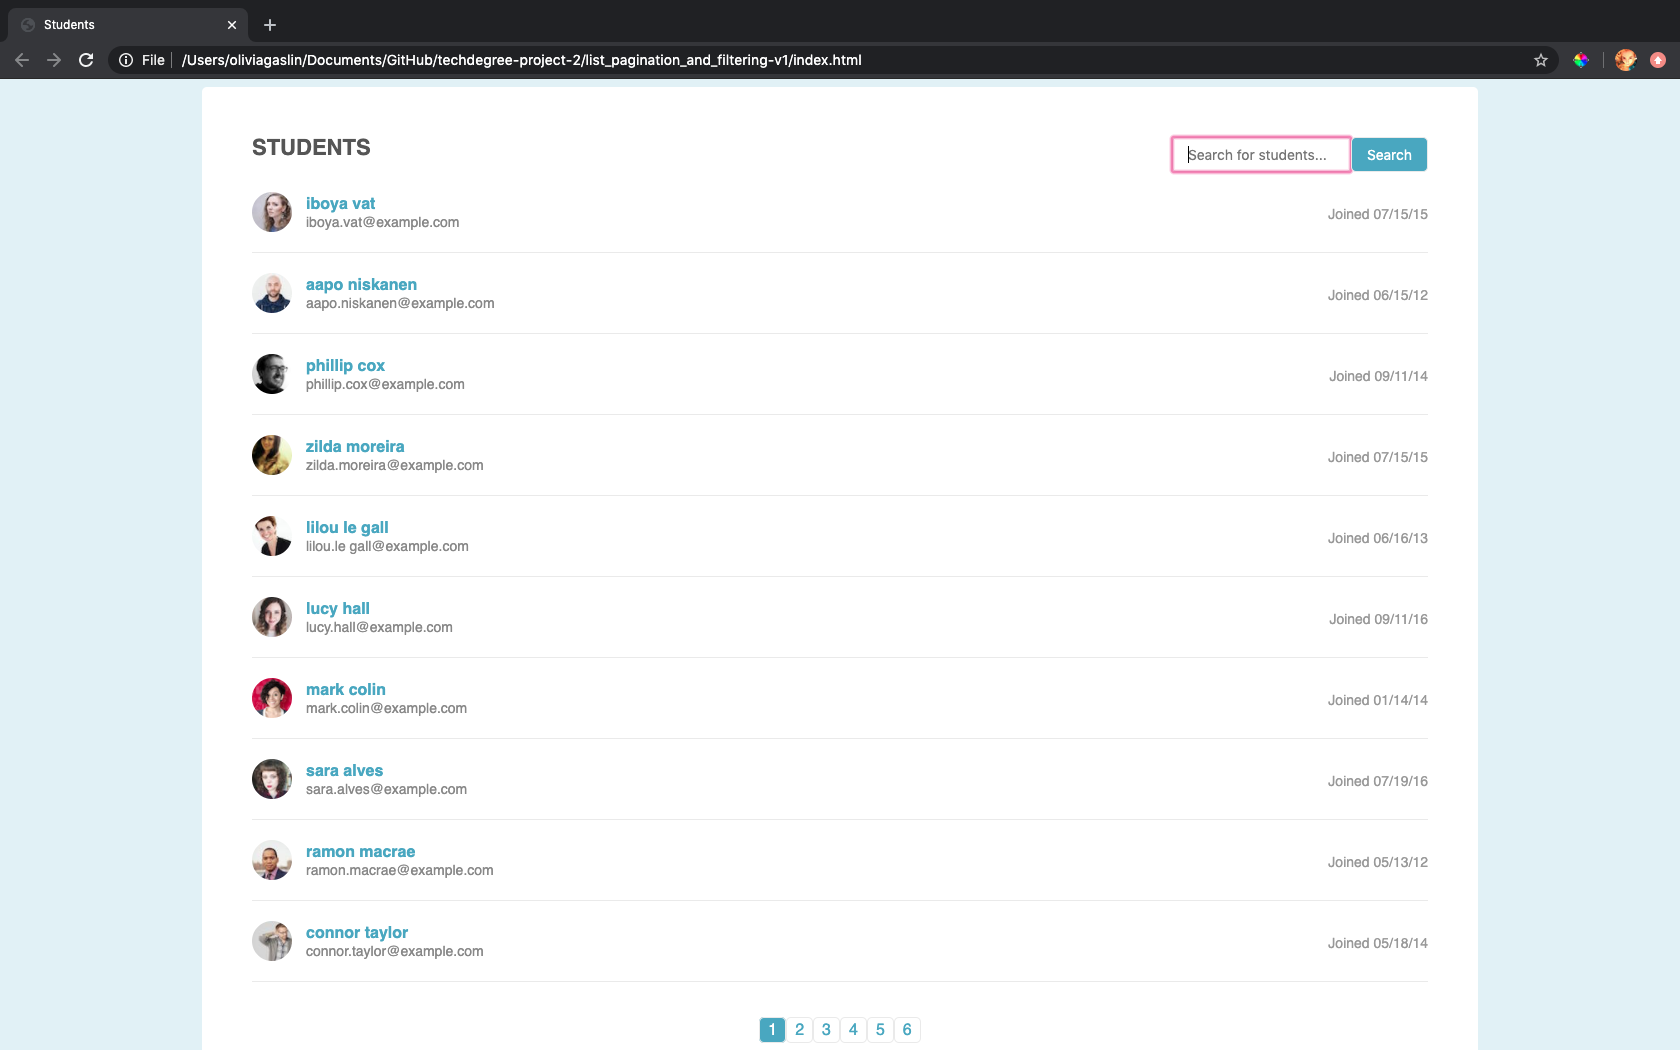 Students
File
/Users/oliviagaslin/Documents/GitHub/techdegree-project-2/list_pagination_and_filtering-v1/index.html
STUDENTS
Search for students...
Search
iboya vat
iboya.vat@example.com
Joined 07/15/15
aapo niskanen
aapo.niskanen@example.com
Joined 06/15/12
phillip cox
phillip.cox@example.com
Joined 09/11/14
zilda moreira
zilda.moreira@example.com
Joined 07/15/15
lilou le gall
lilou.le gall@example.com
Joined 06/16/13
lucy hall
lucy.hall@example.com
Joined 09/11/16
mark colin
mark.colin@example.com
Joined 01/14/14
sara alves
sara.alves@example.com
Joined 07/19/16
ramon macrae
ramon.macrae@example.com
Joined 05/13/12
connor taylor
connor.taylor@example.com
Joined 05/18/14
1 2 3 4 5 6